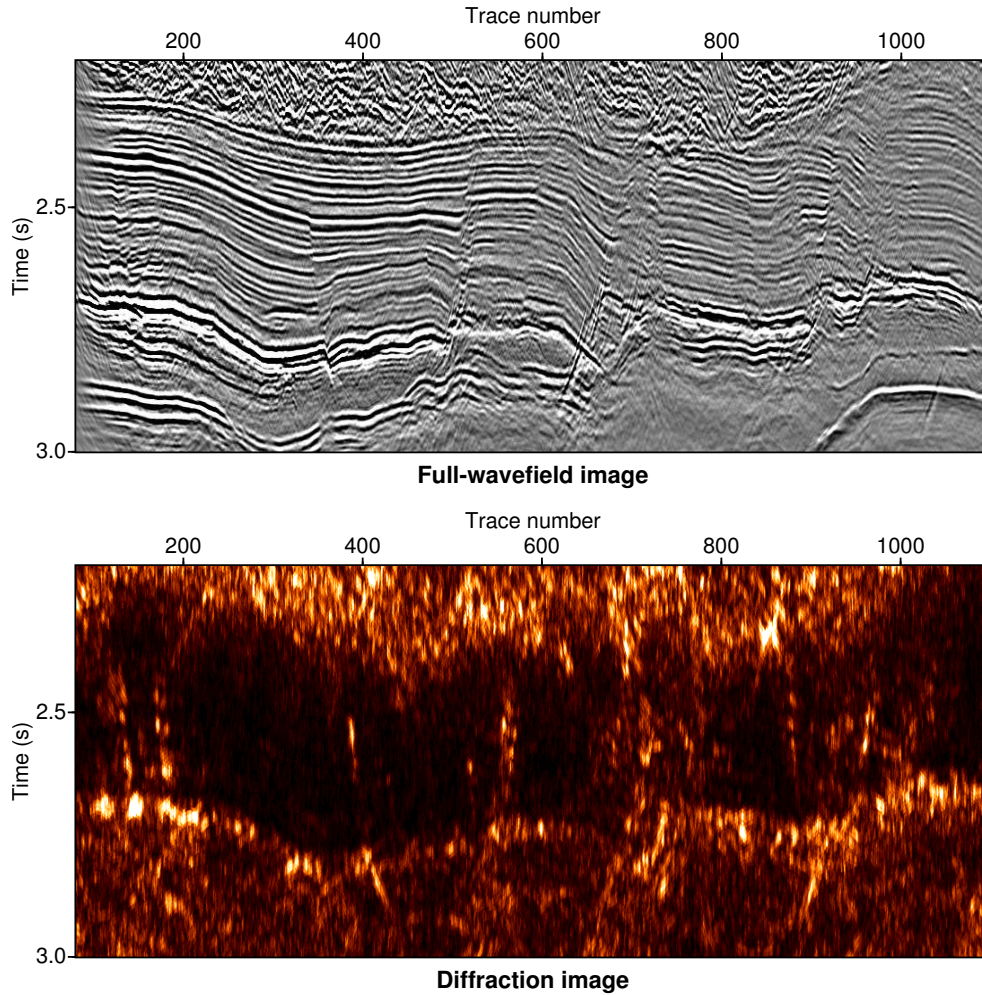 Trace number
200 400 600 800 1000
2.5
Time (s)
3.0
Full-wavefield image
Trace number
200 400 600 800 1000
2.5
Time (s)
3.0
Diffraction image